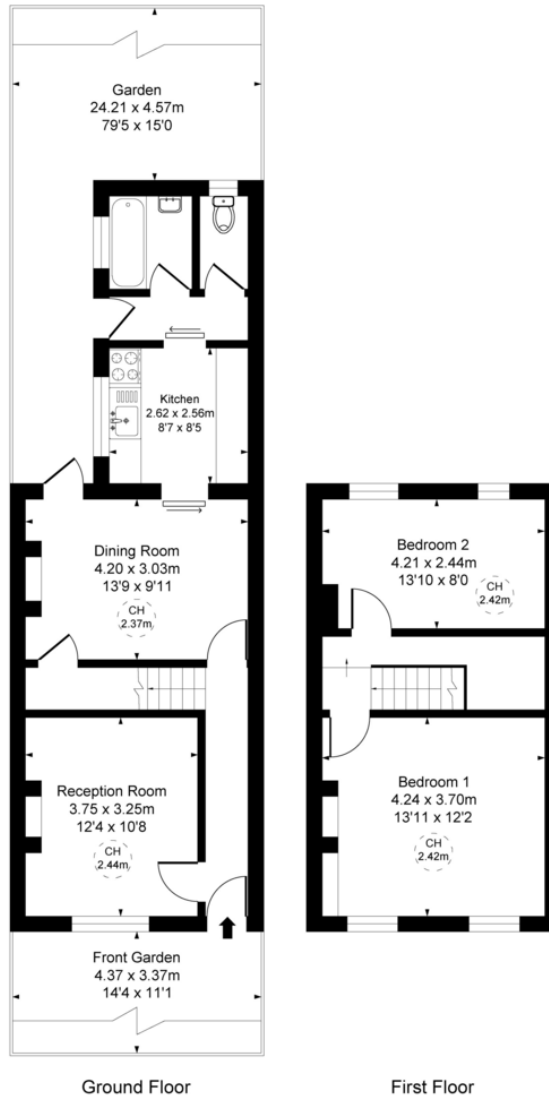 Garden
24.21 x 4.57m
79'5 x 15'0
Kitchen
2.62 x 2.56m
8'7 x 8'5
Dining Room
4.20 x 3.03m
13'9 x 9'11
CH
2.37m
Reception Room
3.75 x 3.25m
12'4 x 10'8
CH
2.44m
Front Garden
4.37 x 3.37m
14'4 x 11'1
Ground Floor
Bedroom 2
4.21 x 2.44m
13'10 x 8'0
CH
2.42m
Bedroom 1
4.24 x 3.70m
13'11 x 12'2
CH
2.42m
First Floor